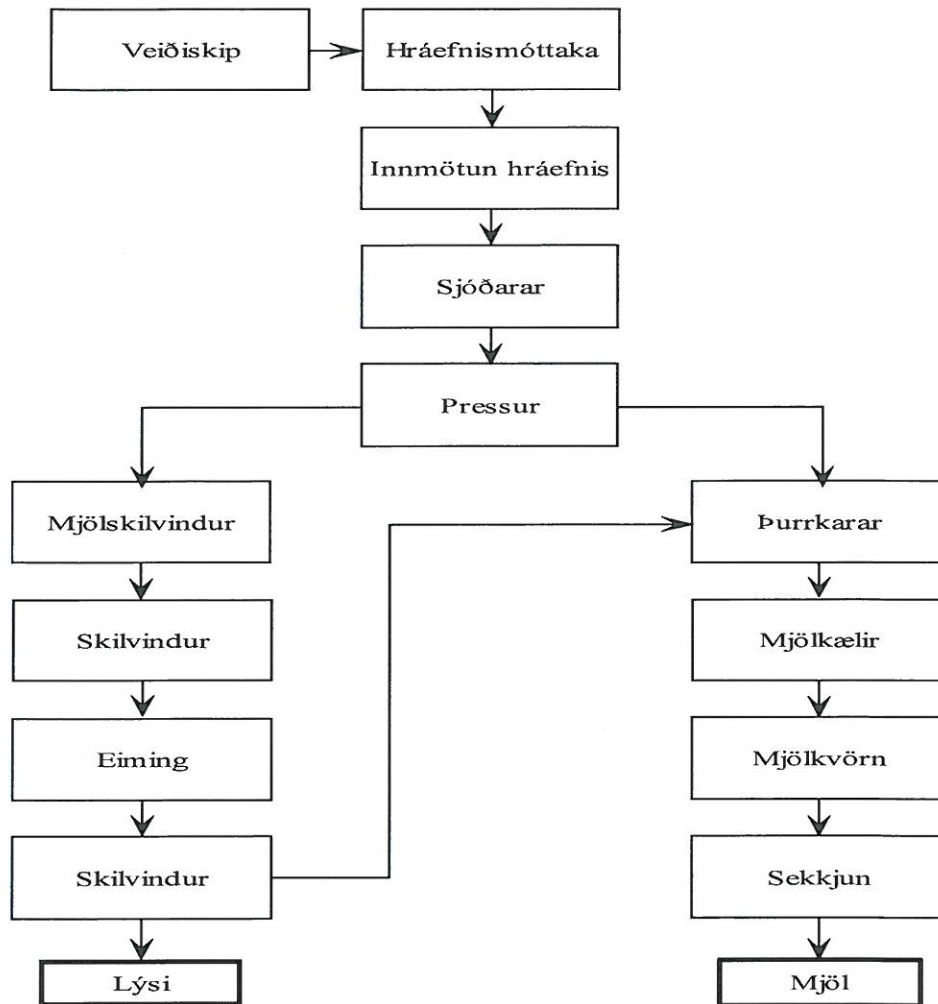 Veiðiskip
Hráefnismóttaka
Innmötun hráefnis
Sjóðarar
Pressur
Mjölskilvindur
Skilvindur
Eiming
Skilvindur
Lýsi
Þurrkarar
Mjölkælir
Mjölkvörn
Sekkjun
Mjöl